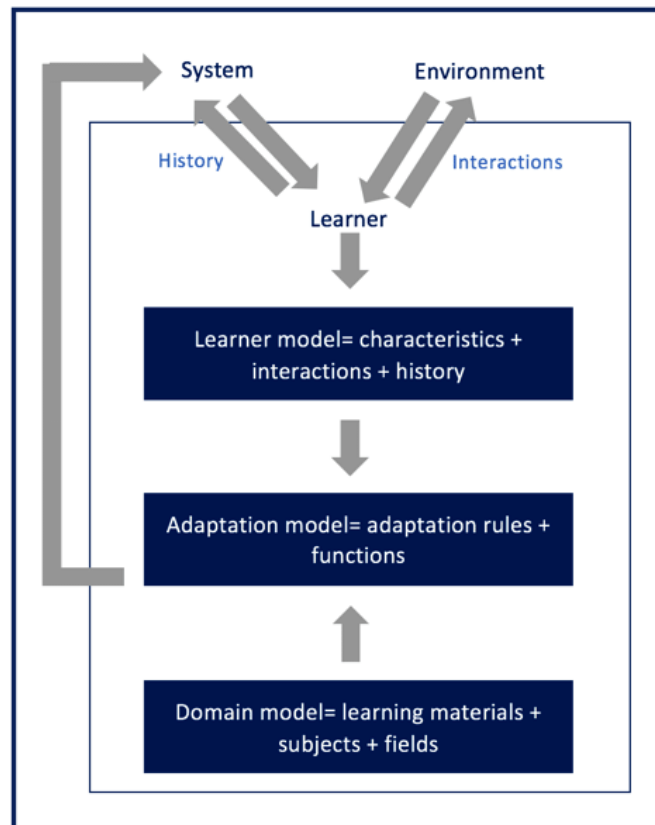 System
Environment
History
Interactions
Learner
Learner model= characteristics +
interactions + history
Adaptation model= adaptation rules +
functions
Domain model= learning materials +
subjects + fields